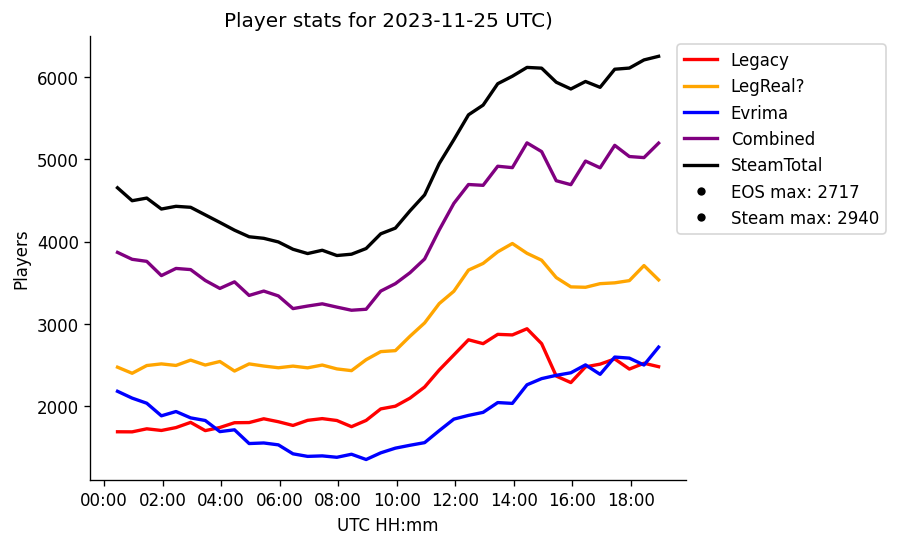 Player stats for 2023-11-25 UTC)
Legacy
LegReal?
Evrima
Combined
SteamTotal
EOS max: 2717
Steam max: 2940
6000
5000
4000
3000
2000
Players
00:00 02:00 04:00 06:00 08:00 10:00 12:00 14:00 16:00 18:00
UTC HH:mm